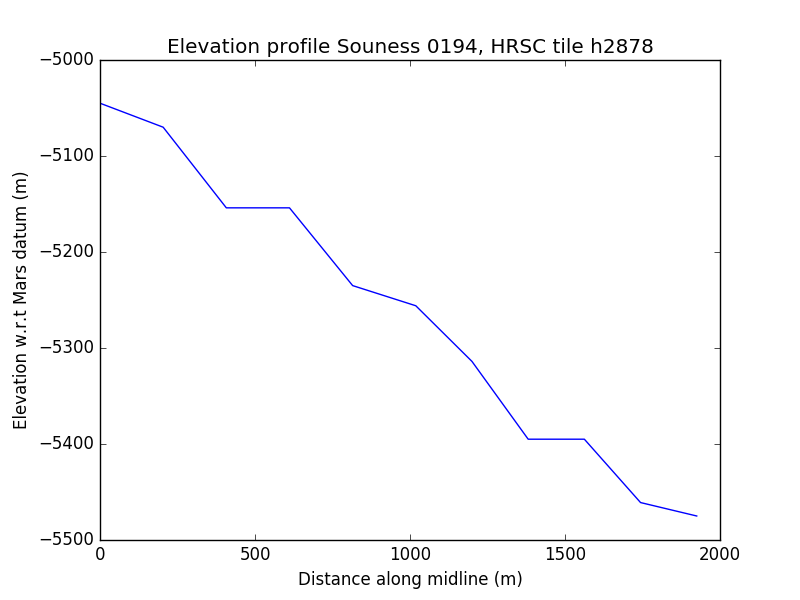 Elevation profile Souness 0194, HRSC tile h2878
−5000
−5100
−5200
−5300
−5400
−5500
Elevation w.r.t Mars datum (m)
0 500 1000 1500 2000
Distance along midline (m)